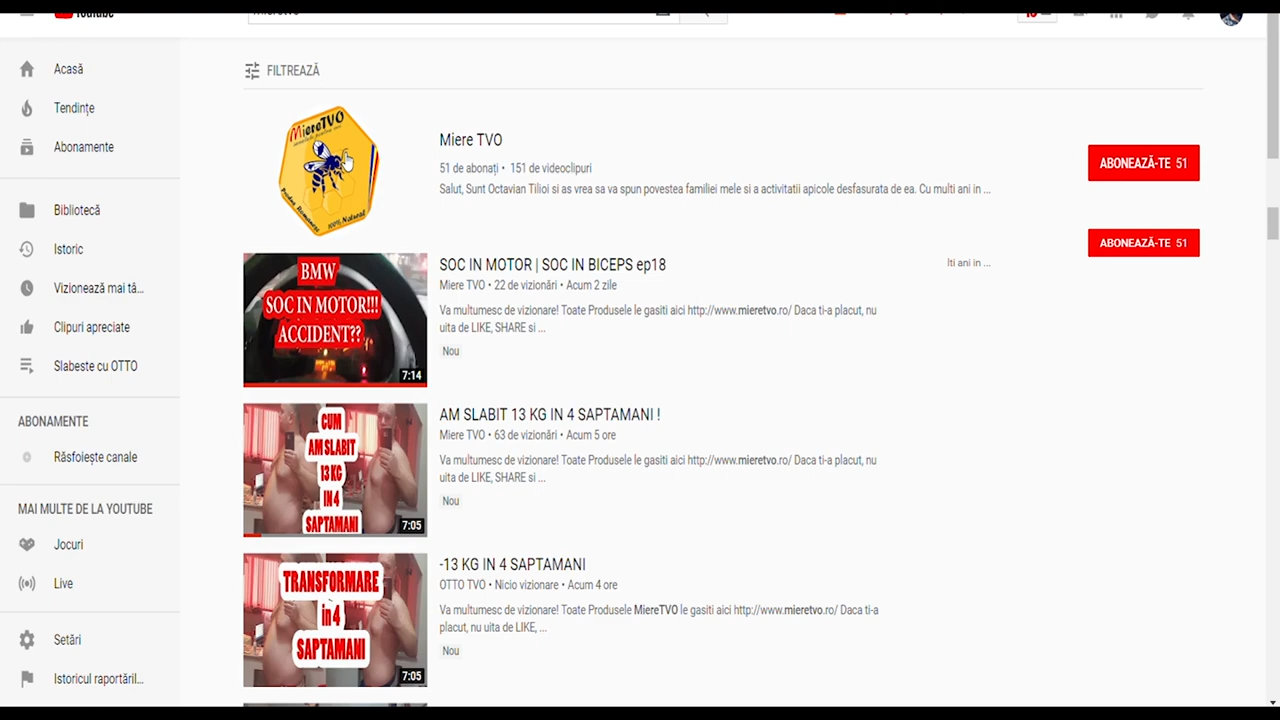 YouTube
Acasă
Tendințe
Abonamente
Bibliotecă
Istoric
Vizionează mai tâ...
Clipuri apreciate
Slabeste cu OTTO
ABONAMENTE
Răsfoiește canale
MAI MULTE DE LA YOUTUBE
Jocuri
Live
Setări
Istoricul raportăril...
FILTREAZĂ
MiereTVO
Produs Romanesc
100% Natural
Miere TVO
51 de abonați • 151 de videoclipuri
Salut, Sunt Octavian Tilioi si as vrea sa va spun povestea familiei mele si a activitatii apicole desfasurata de ea. Cu multi ani in ...
ABONEAZĂ-TE 51
ABONEAZĂ-TE 51
lti ani in ...
BMW
SOC IN MOTOR!!!
ACCIDENT??
7:14
SOC IN MOTOR | SOC IN BICEPS ep18
Miere TVO • 22 de vizionări • Acum 2 zile
Va multumesc de vizionare! Toate Produsele le gasiti aici http://www.mieretvo.ro/ Daca ti-a placut, nu
uita de LIKE, SHARE si ...
Nou
CUM
AM SLABIT
13 KG
IN 4
SAPTAMANI
7:05
AM SLABIT 13 KG IN 4 SAPTAMANI !
Miere TVO • 63 de vizionări • Acum 5 ore
Va multumesc de vizionare! Toate Produsele le gasiti aici http://www.mieretvo.ro/ Daca ti-a placut, nu
uita de LIKE, SHARE si ...
Nou
TRANSFORMARE
in 4
SAPTAMANI
7:05
-13 KG IN 4 SAPTAMANI
OTTO TVO • Nicio vizionare • Acum 4 ore
Va multumesc de vizionare! Toate Produsele MiereTVO le gasiti aici http://www.mieretvo.ro/ Daca ti-a
placut, nu uita de LIKE, ...
Nou